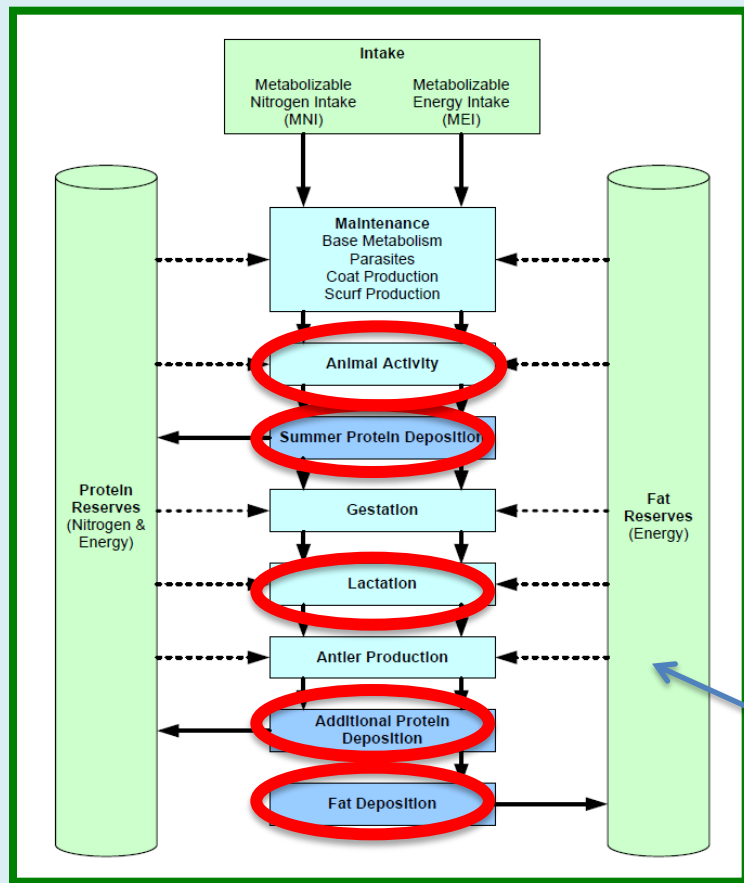 Intake
Metabolizable
Nitrogen Intake
(MNI)
Metabolizable
Energy Intake
(MEI)
Maintenance
Base Metabolism
Parasites
Coat Production
Scurf Production
Animal Activity
Summer Protein Deposition
Protein
Reserves
(Nitrogen &
Energy)
Gestation
Fat
Reserves
(Energy)
Lactation
Antler Production
Additional Protein
Deposition
Fat Deposition